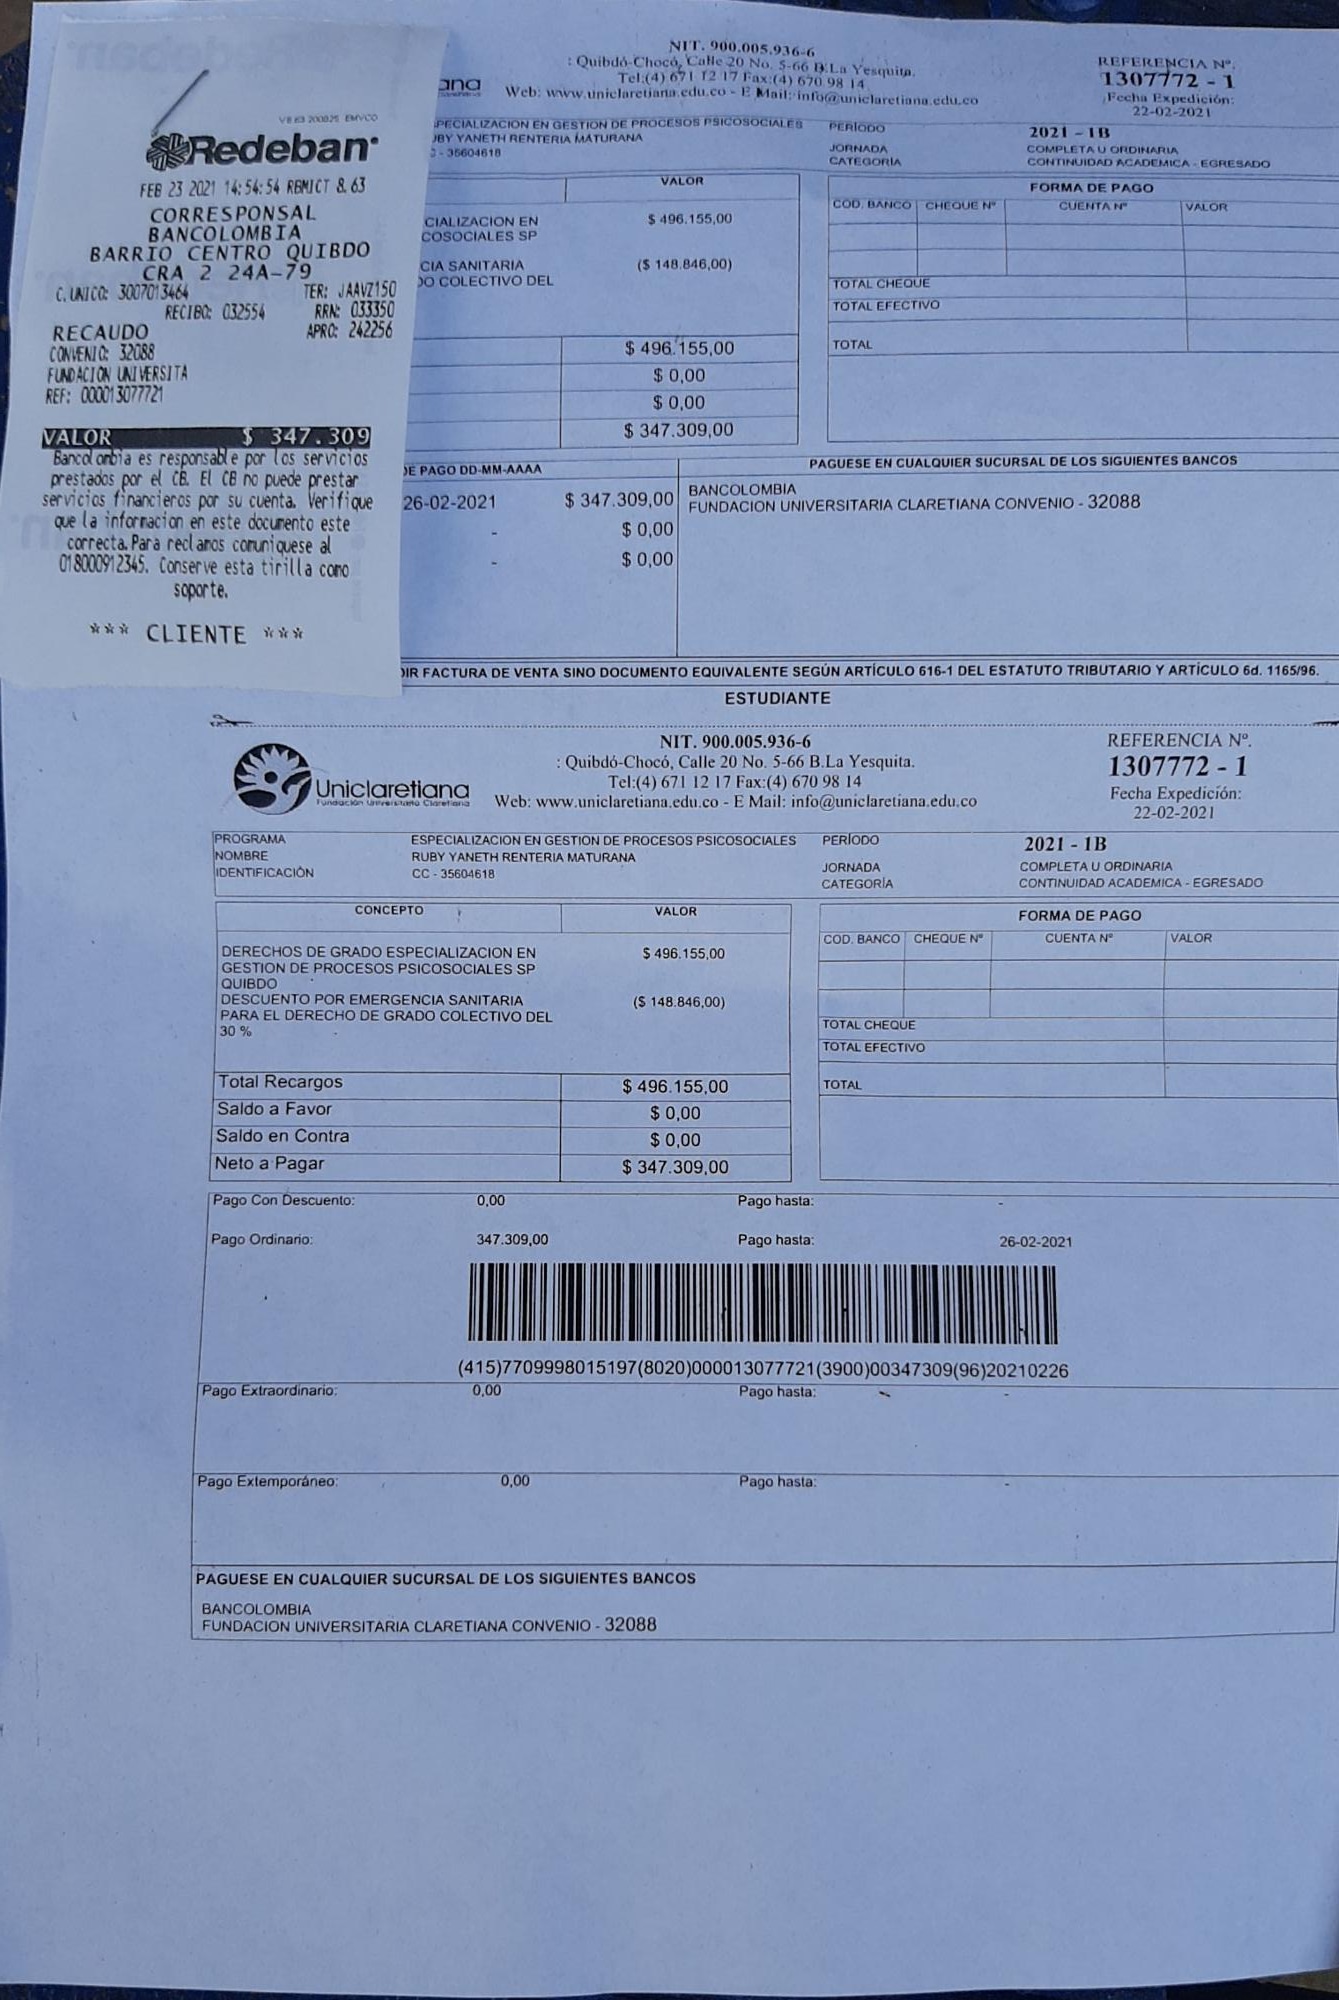 V8.63 200925 EMVCO
Redeban
FEB 23 2021 14:54:54 RBMICT 8.63
CORRESPONSAL
BANCOLOMBIA
BARRIO CENTRO QUIBDO
CRA 2 24A-79
C.UNICO: 3007013464 TER: JAAVZ150
RECIBO: 032554 RRN: 033350
RECAUDO APRO: 242256
CONVENIO: 32088
FUNDACION UNIVERSITA
REF: 000013077721
VALOR $ 347.309
Bancolombia es responsable por los servicios
prestados por el CB. El CB no puede prestar
servicios financieros por su cuenta. Verifique
que la informacion en este documento este
correcta. Para reclamos comuniquese al
018000912345. Conserve esta tirilla como
soporte.
*** CLIENTE ***
NIT. 900.005.936-6
: Quibdó-Chocó, Calle 20 No. 5-66 B.La Yesquita.
Tel:(4) 671 12 17 Fax:(4) 670 98 14
Web: www.uniclaretiana.edu.co - E Mail: info@uniclaretiana.edu.co
ana
REFERENCIA Nº.
1307772 - 1
Fecha Expedición:
22-02-2021
PECIALIZACION EN GESTION DE PROCESOS PSICOSOCIALES
BY YANETH RENTERIA MATURANA
- 35604618
PERÍODO 2021 - 1B
JORNADA COMPLETA U ORDINARIA
CATEGORÍA CONTINUIDAD ACADEMICA - EGRESADO
VALOR
CIALIZACION EN $ 496.155,00
COSOCIALES SP
CIA SANITARIA ($ 148.846,00)
DO COLECTIVO DEL
$ 496.155,00
$ 0,00
$ 0,00
$ 347.309,00
FORMA DE PAGO
COD. BANCO CHEQUE Nº CUENTA Nº VALOR
TOTAL CHEQUE
TOTAL EFECTIVO
TOTAL
DE PAGO DD-MM-AAAA
26-02-2021 $ 347.309,00
- $ 0,00
- $ 0,00
PAGUESE EN CUALQUIER SUCURSAL DE LOS SIGUIENTES BANCOS
BANCOLOMBIA
FUNDACION UNIVERSITARIA CLARETIANA CONVENIO - 32088
DIR FACTURA DE VENTA SINO DOCUMENTO EQUIVALENTE SEGÚN ARTÍCULO 616-1 DEL ESTATUTO TRIBUTARIO Y ARTÍCULO 6d. 1165/96.
ESTUDIANTE
Uniclaretiana
Fundación Universitaria Claretiana
NIT. 900.005.936-6
: Quibdó-Chocó, Calle 20 No. 5-66 B.La Yesquita.
Tel:(4) 671 12 17 Fax:(4) 670 98 14
Web: www.uniclaretiana.edu.co - E Mail: info@uniclaretiana.edu.co
REFERENCIA Nº.
1307772 - 1
Fecha Expedición:
22-02-2021
PROGRAMA ESPECIALIZACION EN GESTION DE PROCESOS PSICOSOCIALES
NOMBRE RUBY YANETH RENTERIA MATURANA
IDENTIFICACIÓN CC - 35604618
PERÍODO 2021 - 1B
JORNADA COMPLETA U ORDINARIA
CATEGORÍA CONTINUIDAD ACADEMICA - EGRESADO
CONCEPTO VALOR
DERECHOS DE GRADO ESPECIALIZACION EN $ 496.155,00
GESTION DE PROCESOS PSICOSOCIALES SP
QUIBDO
DESCUENTO POR EMERGENCIA SANITARIA ($ 148.846,00)
PARA EL DERECHO DE GRADO COLECTIVO DEL
30 %
Total Recargos $ 496.155,00
Saldo a Favor $ 0,00
Saldo en Contra $ 0,00
Neto a Pagar $ 347.309,00
FORMA DE PAGO
COD. BANCO CHEQUE Nº CUENTA Nº VALOR
TOTAL CHEQUE
TOTAL EFECTIVO
TOTAL
Pago Con Descuento: 0,00 Pago hasta: -
Pago Ordinario: 347.309,00 Pago hasta: 26-02-2021
(415)7709998015197(8020)000013077721(3900)00347309(96)20210226
Pago Extraordinario: 0,00 Pago hasta: -
Pago Extemporáneo: 0,00 Pago hasta: -
PAGUESE EN CUALQUIER SUCURSAL DE LOS SIGUIENTES BANCOS
BANCOLOMBIA
FUNDACION UNIVERSITARIA CLARETIANA CONVENIO - 32088